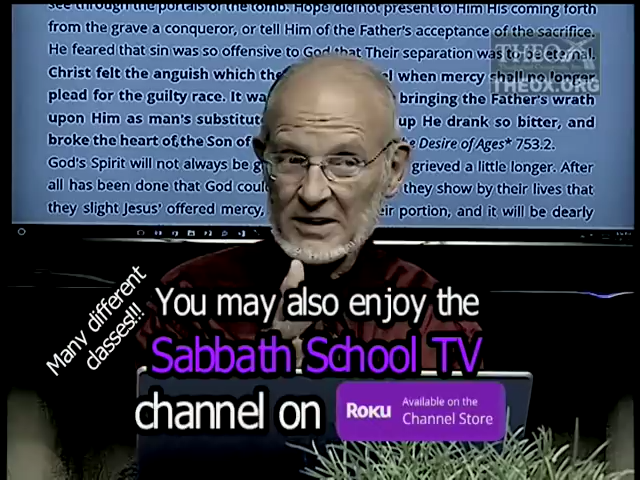 see through the portals of the tomb. Hope did not present to Him His coming forth
from the grave a conqueror, or tell Him of the Father's acceptance of the sacrifice.
He feared that sin was so offensive to God that Their separation was to be eternal.
Christ felt the anguish which the when mercy shall no longer
plead for the guilty race. It wa bringing the Father's wrath
upon Him as man's substitut up He drank so bitter, and
broke the heart of the Son of Desire of Ages* 753.2.
God's Spirit will not always be g grieved a little longer. After
all has been done that God coul they show by their lives that
they slight Jesus' offered mercy, portion, and it will be dearly
THEOX
THEOX.ORG
Many different
classes!!!
You may also enjoy the
Sabbath School TV
channel on
ROKU
Available on the
Channel Store